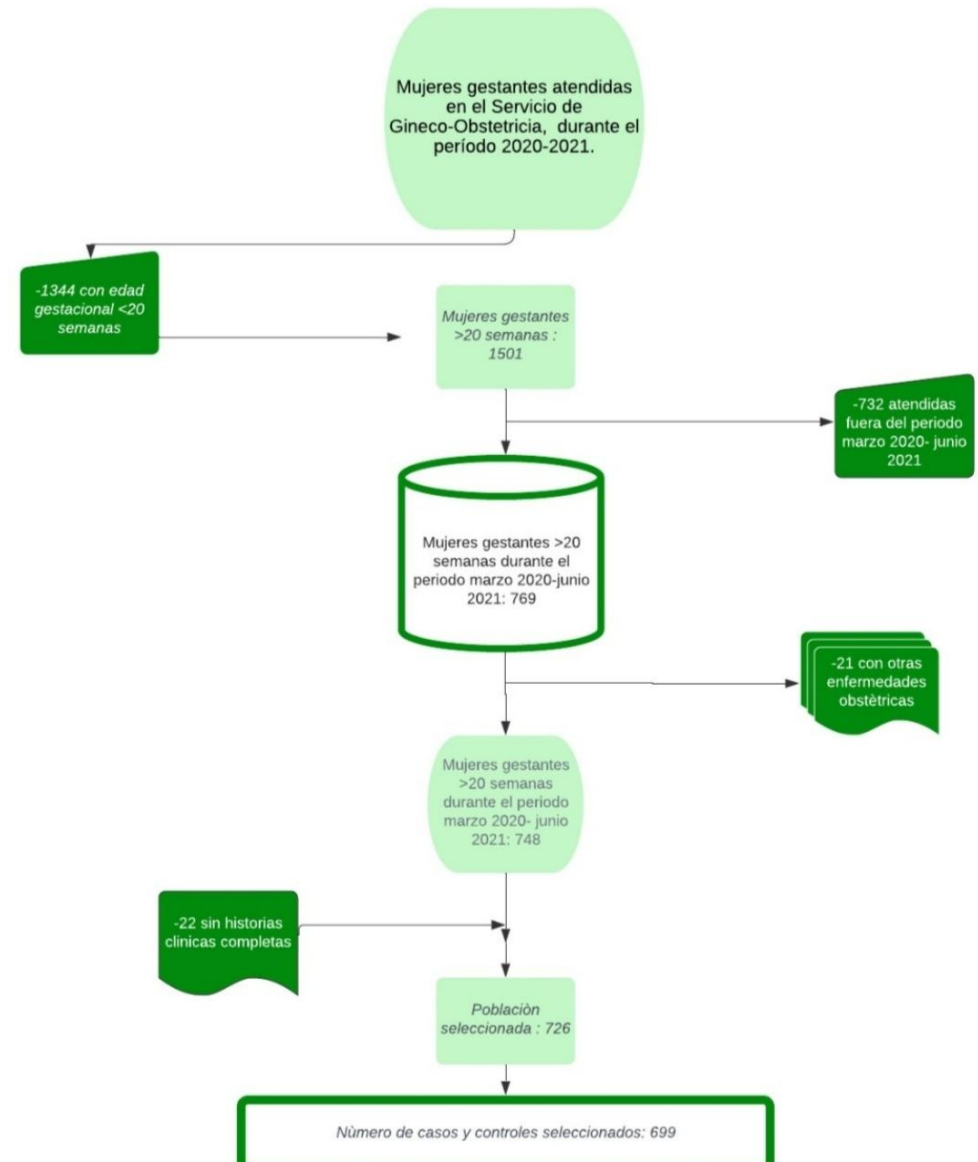 Mujeres gestantes atendidas
en el Servicio de
Gineco-Obstetricia,  durante el
período 2020-2021.
-1344 con edad
gestacional <20
semanas
Mujeres gestantes
>20 semanas :
1501
-732 atendidas
fuera del periodo
marzo 2020- junio
2021
Mujeres gestantes >20
semanas durante el
periodo marzo 2020-junio
2021: 769
-21 con otras
enfermedades
obstètricas
Mujeres gestantes
>20 semanas
durante el periodo
marzo 2020- junio
2021: 748
-22 sin historias
clinicas completas
Poblaciòn
seleccionada : 726
Nùmero de casos y controles seleccionados: 699